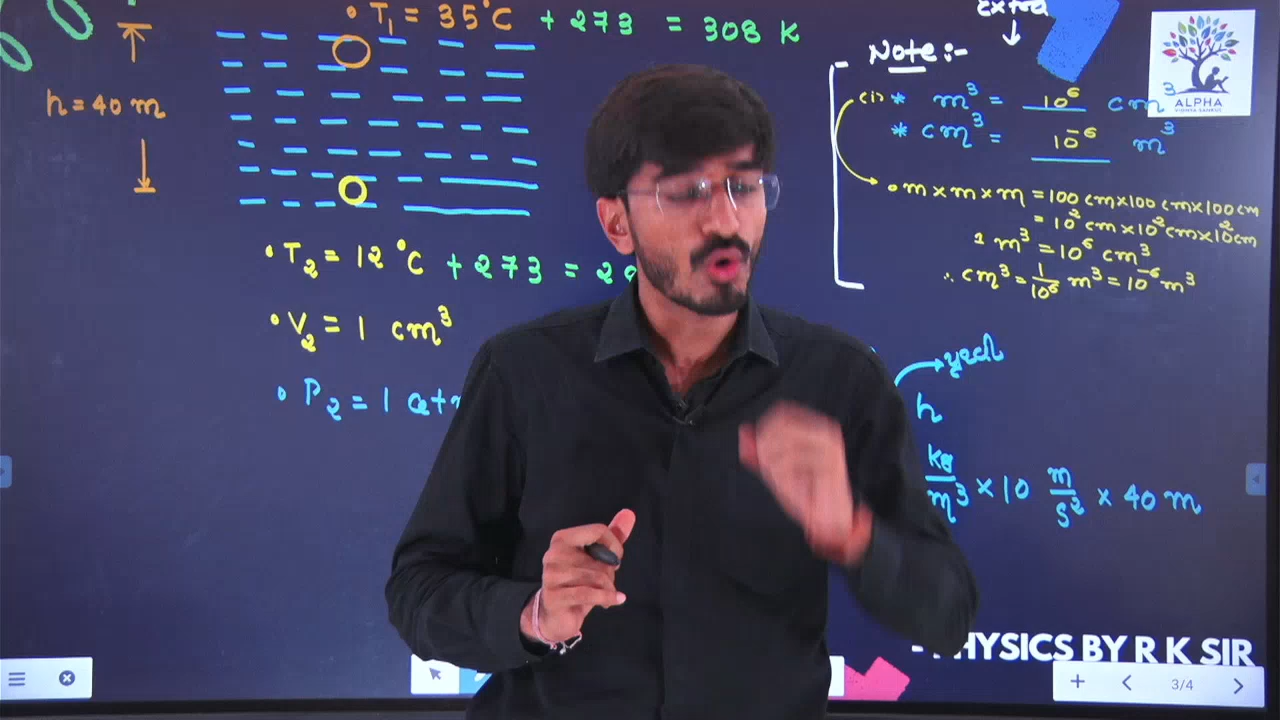 • T₁ = 35°C + 273 = 308 K
h = 40 m
• T₂ = 12°C + 273 = 29
• V₂ = 1 cm³
• P₂ = 1 at
Extra
↓
Note :-
(i) * m³ = 10⁶ cm³
* cm³ = 10⁻⁶ m³
• m × m × m = 100 cm × 100 cm × 100 cm
= 10² cm × 10² cm × 10² cm
1 m³ = 10⁶ cm³
∴ cm³ = 1/10⁶ m³ = 10⁻⁶ m³
h
kg/m³ × 10 m/s² × 40 m
ALPHA
VIDHYA SANKUL
- PHYSICS BY R K SIR
3/4